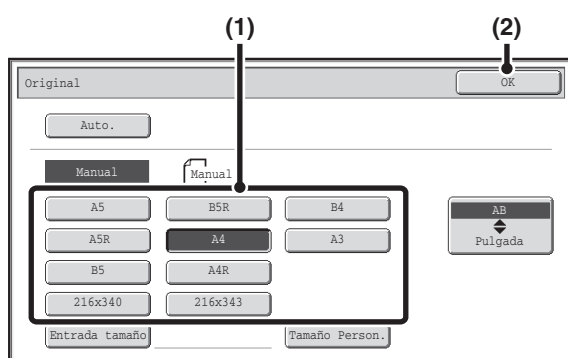 (1) (2)
Original OK
Auto.
Manual Manual
A5 B5R B4 AB
A5R A4 A3 Pulgada
B5 A4R
216x340 216x343
Entrada tamaño Tamaño Person.